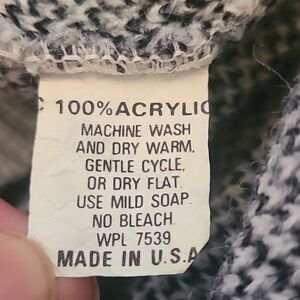 100% ACRYLIC
MACHINE WASH
AND DRY WARM,
GENTLE CYCLE,
OR DRY FLAT.
USE MILD SOAP.
NO BLEACH.
WPL 7539
MADE IN U.S.A